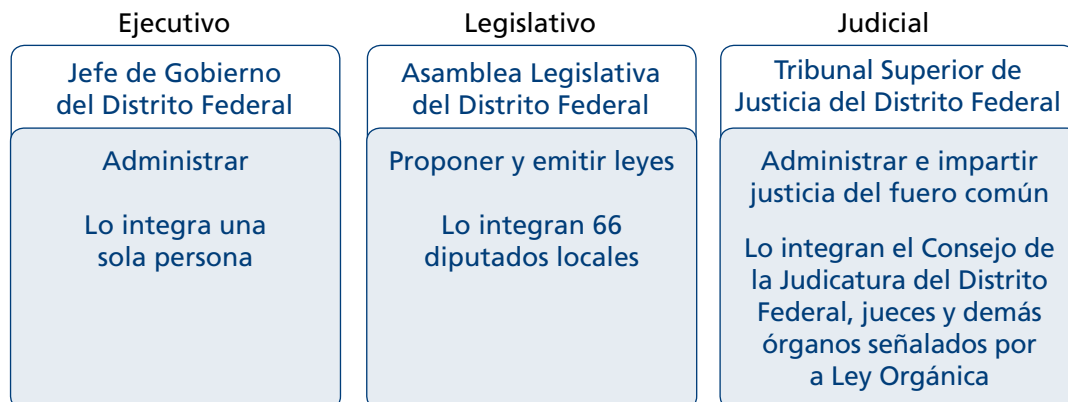 Ejecutivo
Jefe de Gobierno
del Distrito Federal
Administrar
Lo integra una
sola persona
Legislativo
Asamblea Legislativa
del Distrito Federal
Proponer y emitir leyes
Lo integran 66
diputados locales
Judicial
Tribunal Superior de
Justicia del Distrito Federal
Administrar e impartir
justicia del fuero común
Lo integran el Consejo de
la Judicatura del Distrito
Federal, jueces y demás
órganos señalados por
a Ley Orgánica